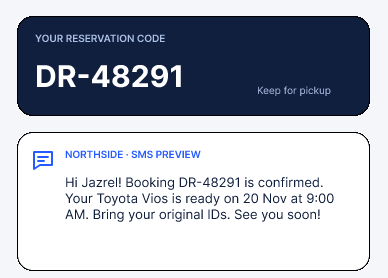 YOUR RESERVATION CODE
DR-48291
Keep for pickup
NORTHSIDE · SMS PREVIEW
Hi Jazrel! Booking DR-48291 is confirmed.
Your Toyota Vios is ready on 20 Nov at 9:00
AM. Bring your original IDs. See you soon!